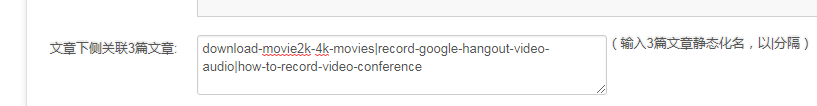 文章下侧关联3篇文章:
download-movie2k-4k-movies|record-google-hangout-video-
audio|how-to-record-video-conference
( 输入3篇文章静态化名，以|分隔 )